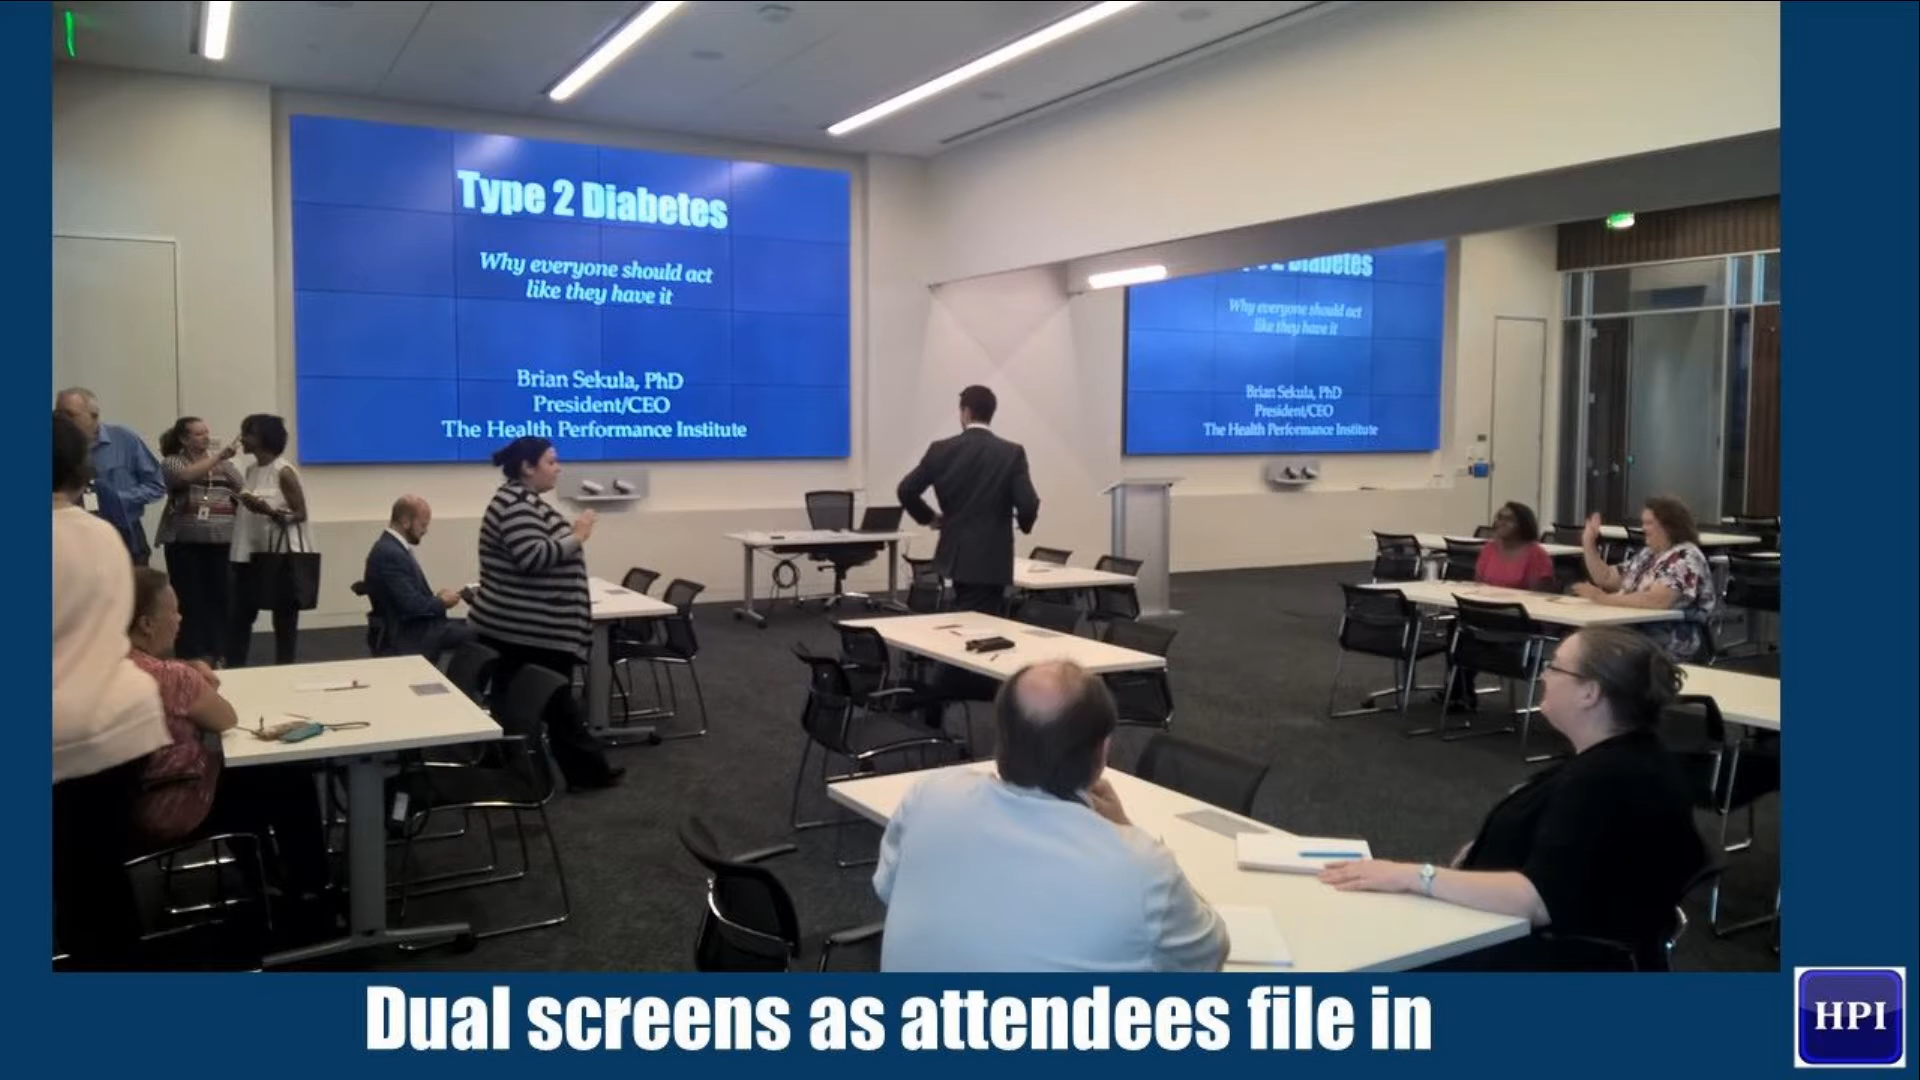 Type 2 Diabetes
Why everyone should act
like they have it
Brian Sekula, PhD
President/CEO
The Health Performance Institute
2 Diabetes
Why everyone should act
like they have it
Brian Sekula, PhD
President/CEO
The Health Performance Institute
Dual screens as attendees file in
HPI